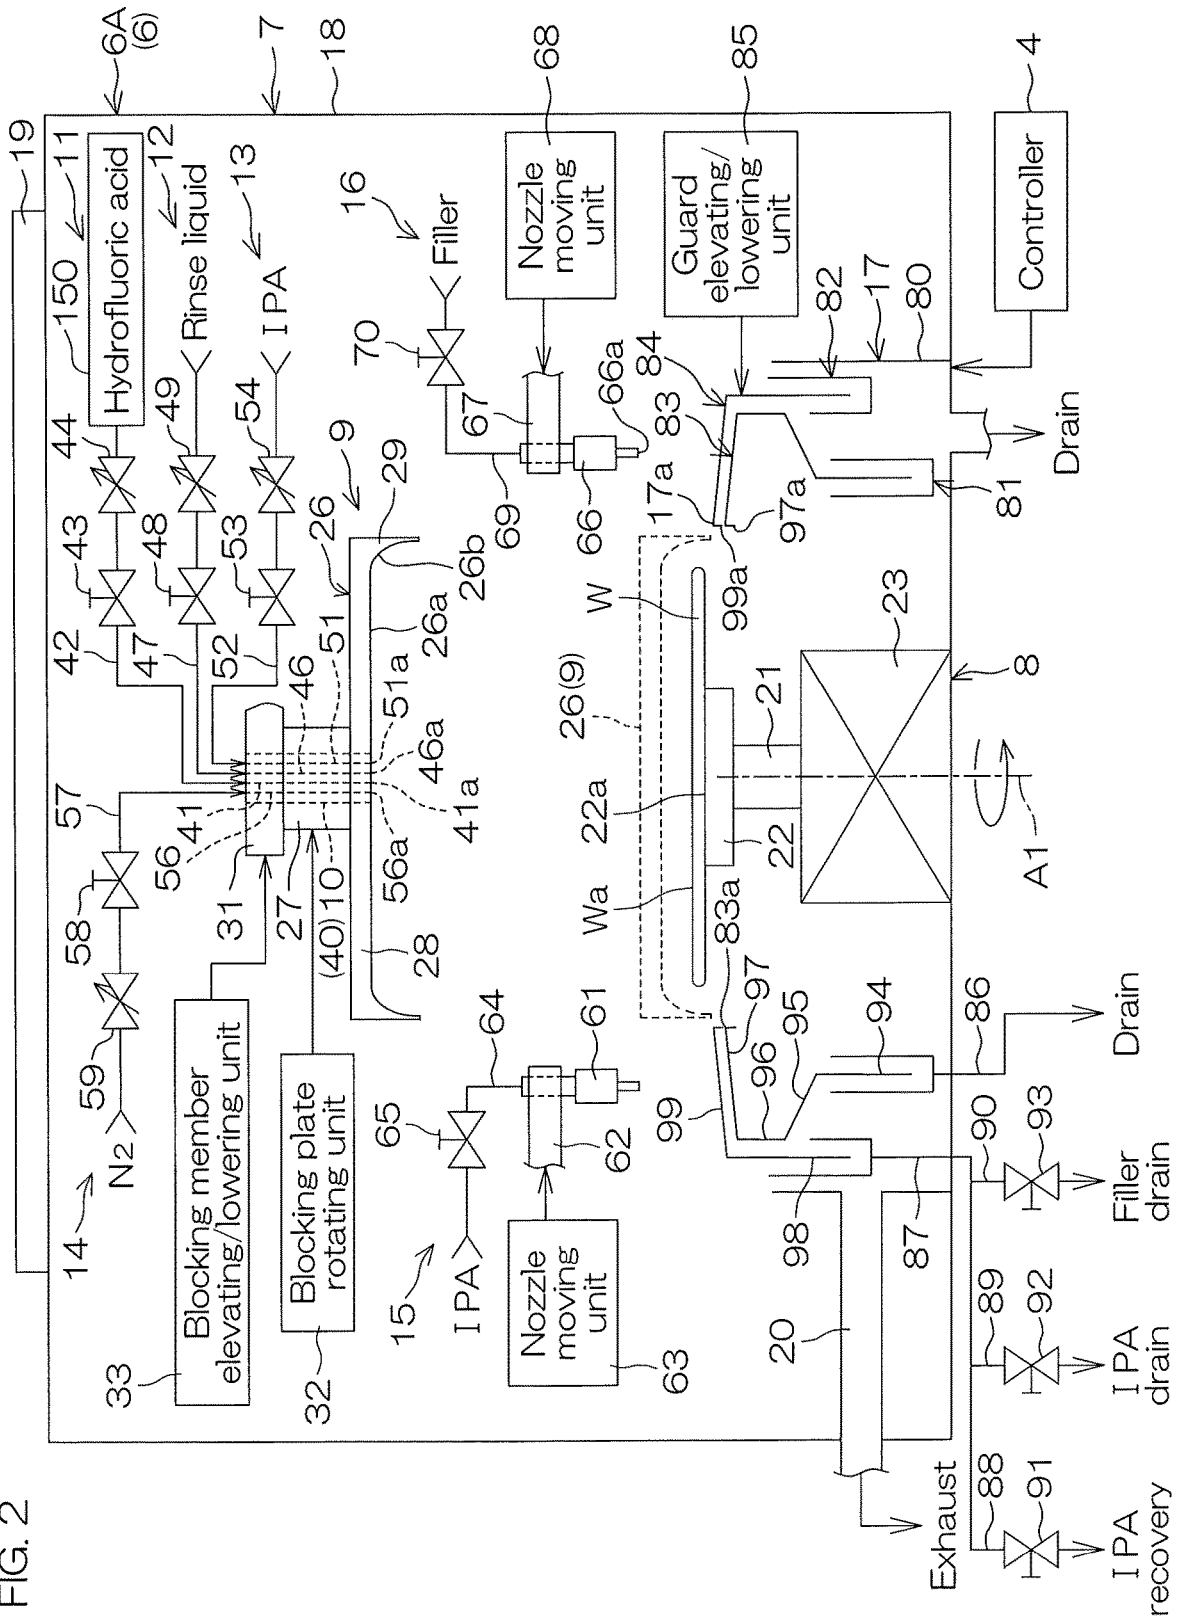 FIG. 2
19
6A
(6)
7
18
68
85
4
14
N2
59
58
57
42
43
44
150
11
Hydrofluoric acid
12
Rinse liquid
47
48
49
13
IPA
52
53
54
33
Blocking member
elevating/lowering unit
32
Blocking plate
rotating unit
31
56
41
27
(40)10
28
56a
41a
46a
51a
46
51
26
26a
26b
29
9
16
Filler
70
69
67
66
66a
Nozzle
moving
unit
15
IPA
65
64
61
62
63
Nozzle
moving
unit
Guard
elevating/
lowering
unit
84
83
17a
97a
99a
82
17
80
81
Drain
Controller
26(9)
W
Wa
22a
22
21
23
8
A1
83a
97
99
96
95
94
98
87
86
20
Exhaust
88
91
IPA
recovery
89
92
IPA
drain
90
93
Filler
drain
Drain